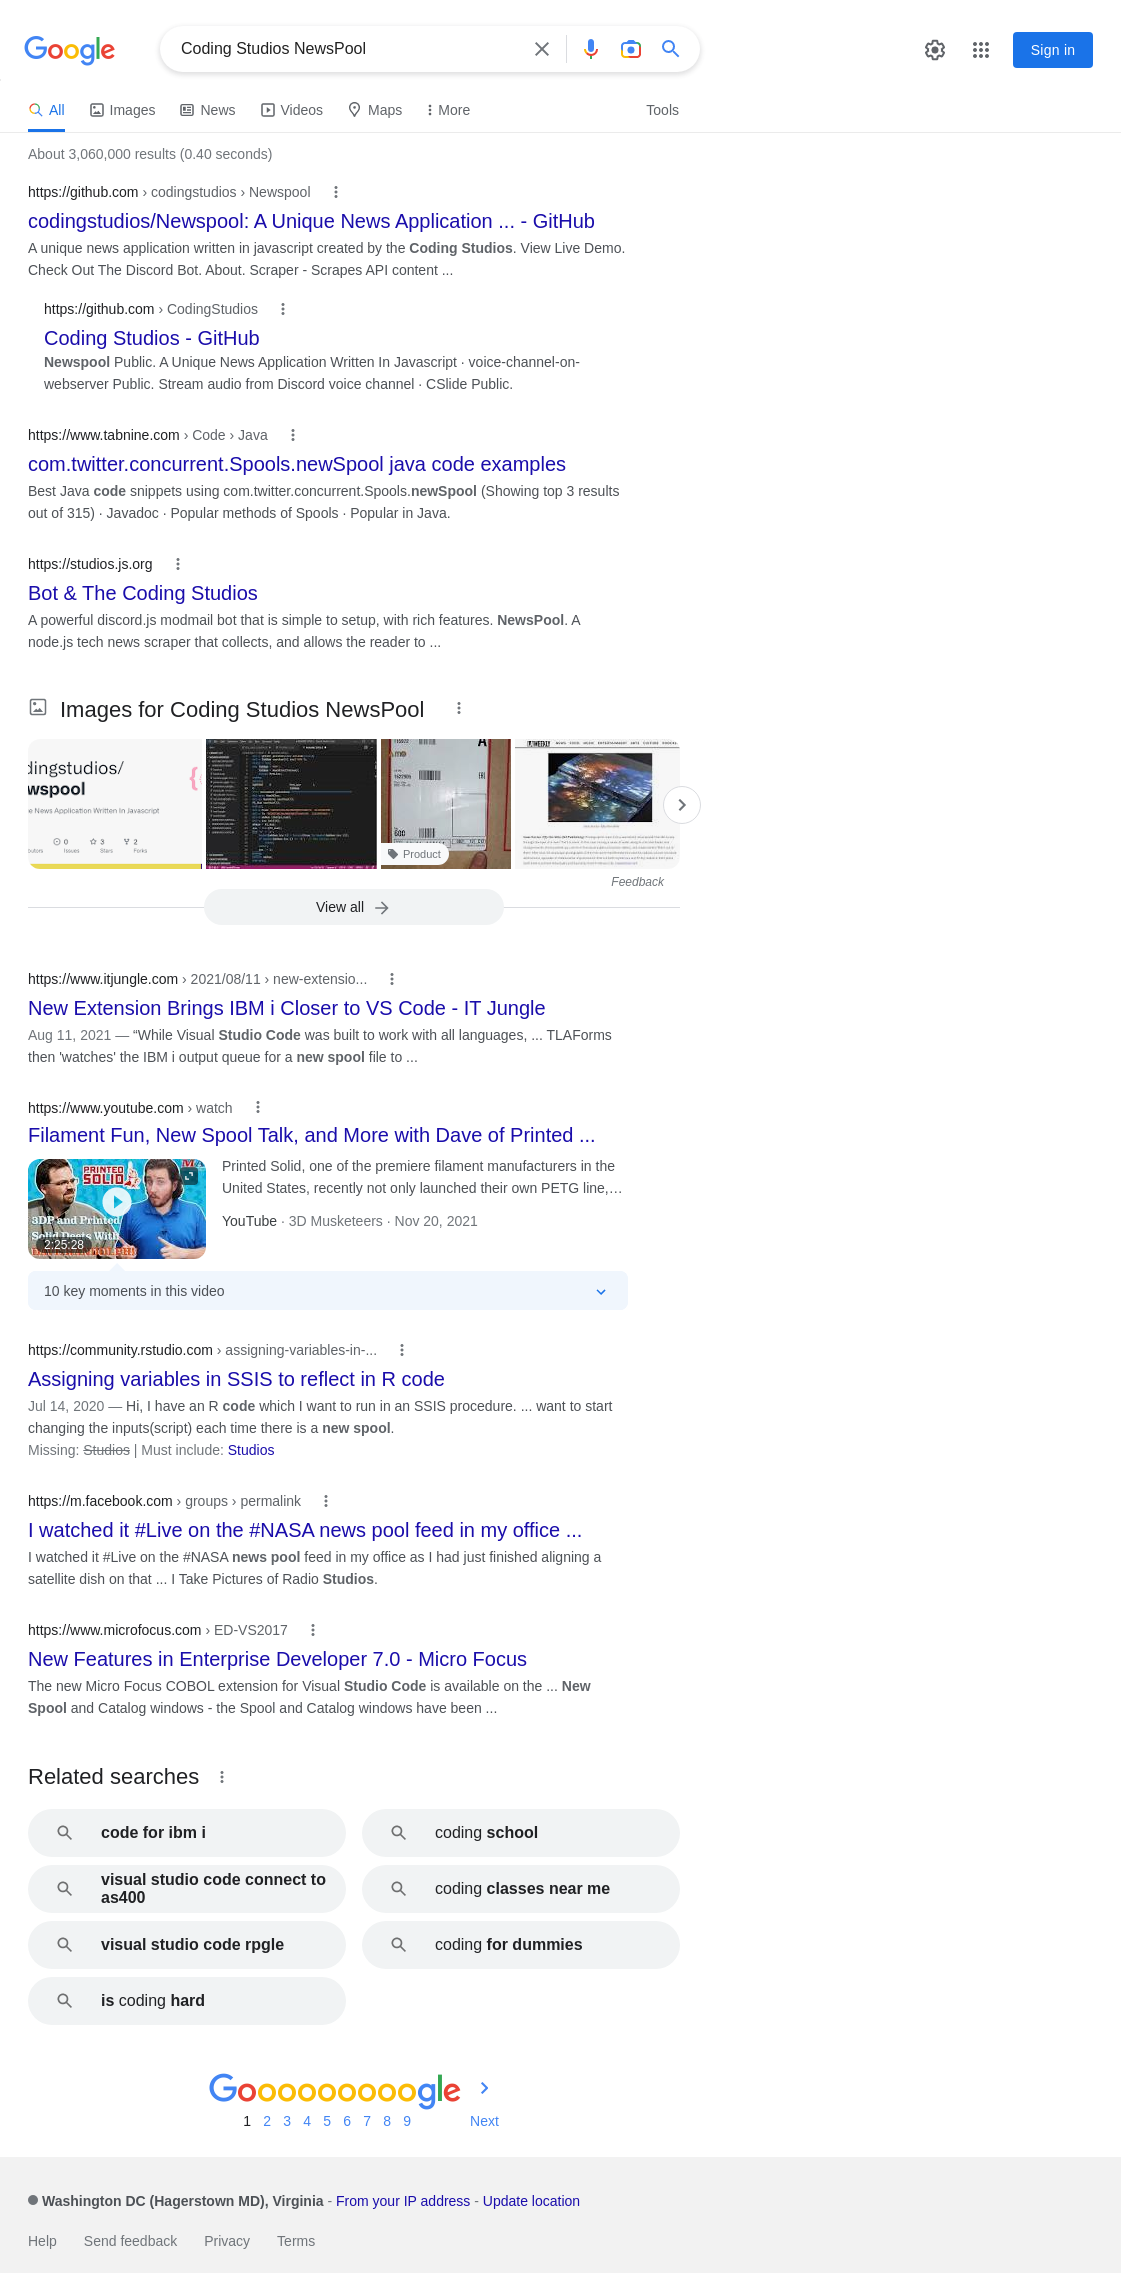 Google
Coding Studios NewsPool
Sign in
All
Images
News
Videos
Maps
More
Tools
About 3,060,000 results (0.40 seconds)
https://github.com › codingstudios › Newspool
codingstudios/Newspool: A Unique News Application ... - GitHub
A unique news application written in javascript created by the Coding Studios. View Live Demo.
Check Out The Discord Bot. About. Scraper - Scrapes API content ...
https://github.com › CodingStudios
Coding Studios - GitHub
Newspool Public. A Unique News Application Written In Javascript · voice-channel-on-
webserver Public. Stream audio from Discord voice channel · CSlide Public.
https://www.tabnine.com › Code › Java
com.twitter.concurrent.Spools.newSpool java code examples
Best Java code snippets using com.twitter.concurrent.Spools.newSpool (Showing top 3 results
out of 315) · Javadoc · Popular methods of Spools · Popular in Java.
https://studios.js.org
Bot & The Coding Studios
A powerful discord.js modmail bot that is simple to setup, with rich features. NewsPool. A
node.js tech news scraper that collects, and allows the reader to ...
Images for Coding Studios NewsPool
dingstudios/
wspool
e News Application Written In Javascript
0
3
2
Issues
Stars
Forks
Product
Feedback
View all
https://www.itjungle.com › 2021/08/11 › new-extensio...
New Extension Brings IBM i Closer to VS Code - IT Jungle
Aug 11, 2021 — “While Visual Studio Code was built to work with all languages, ... TLAForms
then 'watches' the IBM i output queue for a new spool file to ...
https://www.youtube.com › watch
Filament Fun, New Spool Talk, and More with Dave of Printed ...
PRINTED
SOLID
3DP and Printed
Solid Deets With
2:25:28
Printed Solid, one of the premiere filament manufacturers in the
United States, recently not only launched their own PETG line,...
YouTube · 3D Musketeers · Nov 20, 2021
10 key moments in this video
https://community.rstudio.com › assigning-variables-in-...
Assigning variables in SSIS to reflect in R code
Jul 14, 2020 — Hi, I have an R code which I want to run in an SSIS procedure. ... want to start
changing the inputs(script) each time there is a new spool.
Missing: Studios | Must include: Studios
https://m.facebook.com › groups › permalink
I watched it #Live on the #NASA news pool feed in my office ...
I watched it #Live on the #NASA news pool feed in my office as I had just finished aligning a
satellite dish on that ... I Take Pictures of Radio Studios.
https://www.microfocus.com › ED-VS2017
New Features in Enterprise Developer 7.0 - Micro Focus
The new Micro Focus COBOL extension for Visual Studio Code is available on the ... New
Spool and Catalog windows - the Spool and Catalog windows have been ...
Related searches
code for ibm i
coding school
visual studio code connect to
as400
coding classes near me
visual studio code rpgle
coding for dummies
is coding hard
Gooooooooogle
1 2 3 4 5 6 7 8 9 Next
Washington DC (Hagerstown MD), Virginia - From your IP address - Update location
Help Send feedback Privacy Terms